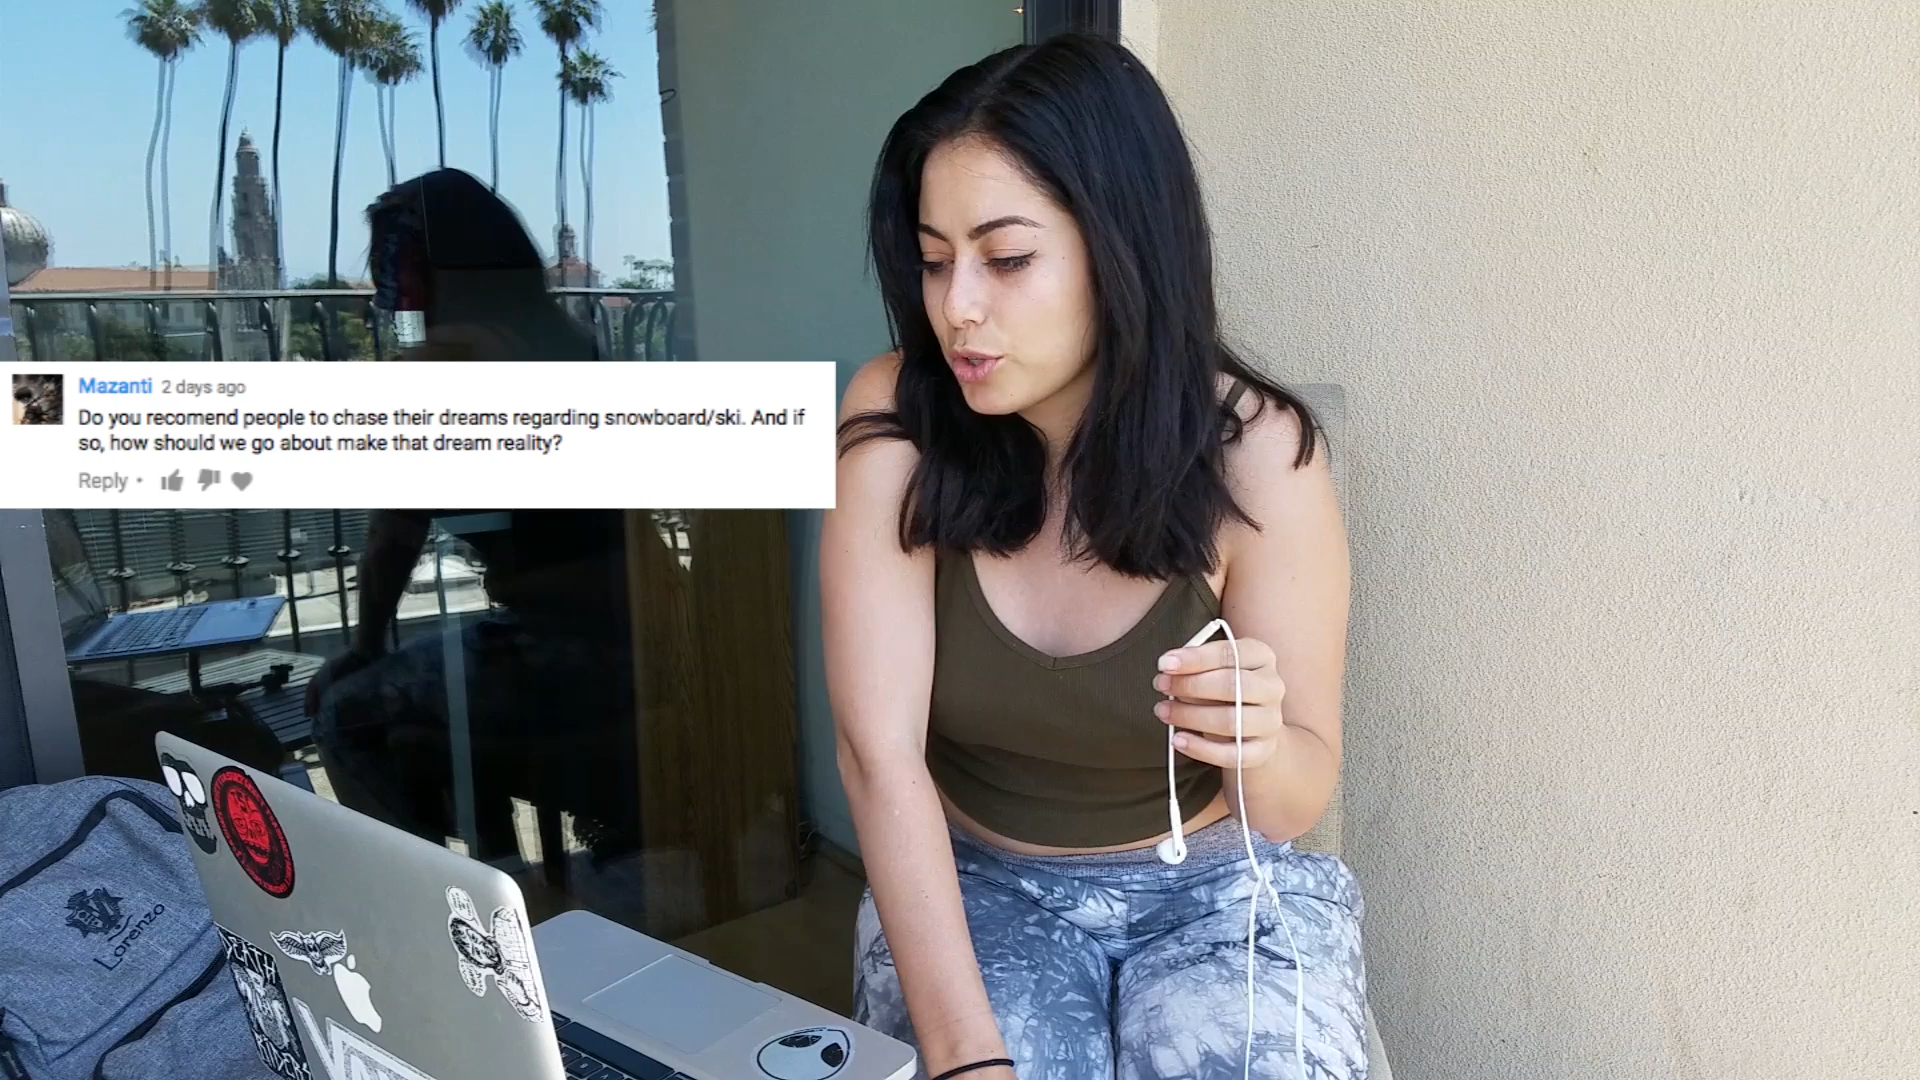 Mazanti 2 days ago
Do you recomend people to chase their dreams regarding snowboard/ski. And if
so, how should we go about make that dream reality?
Reply •
Lorenzo
DEATH